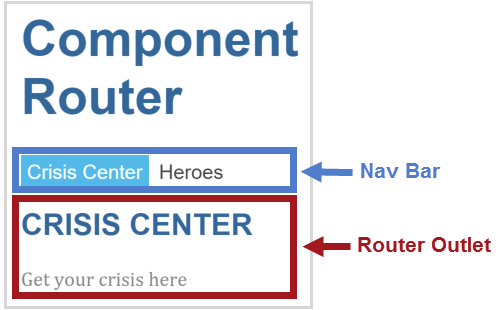 Component
Router
Crisis Center Heroes
Nav Bar
CRISIS CENTER
Router Outlet
Get your crisis here